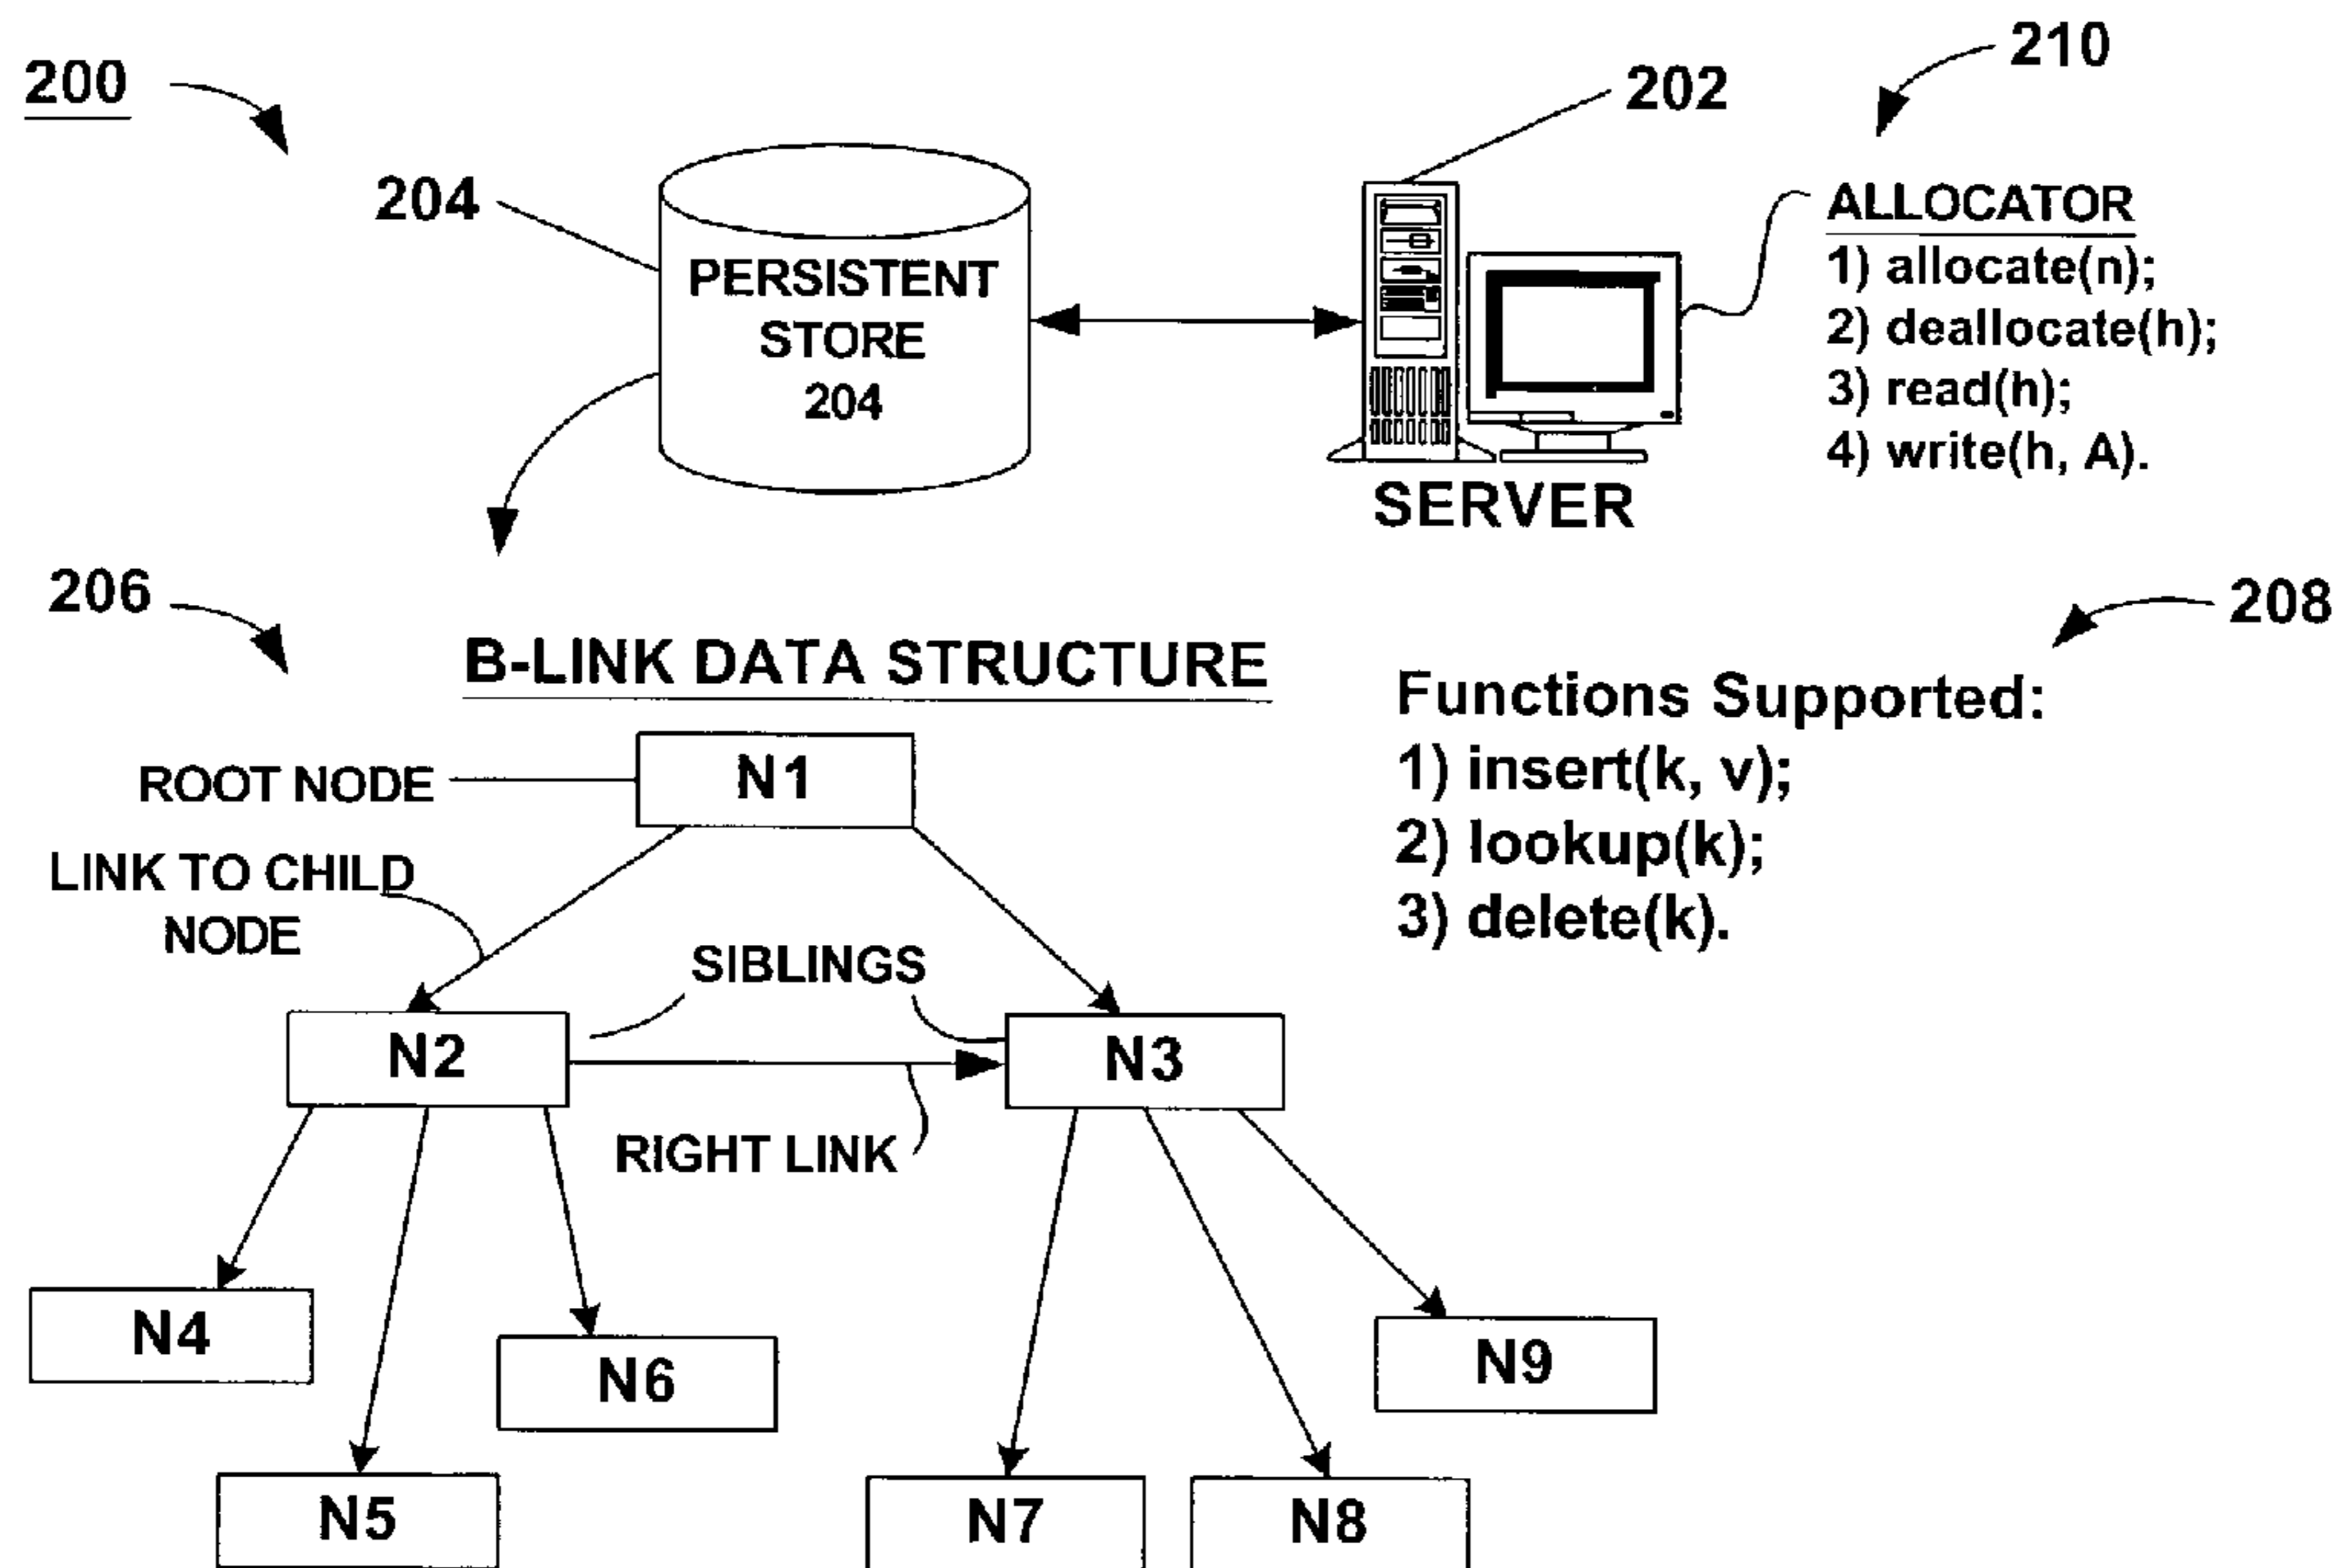 200
210
202
204
PERSISTENT
STORE
204
ALLOCATOR
1) allocate(n);
2) deallocate(h);
3) read(h);
4) write(h, A).
SERVER
206
208
B-LINK DATA STRUCTURE
Functions Supported:
1) insert(k, v);
2) lookup(k);
3) delete(k).
ROOT NODE
N1
LINK TO CHILD
NODE
SIBLINGS
N2
N3
RIGHT LINK
N4
N6
N9
N5
N7
N8